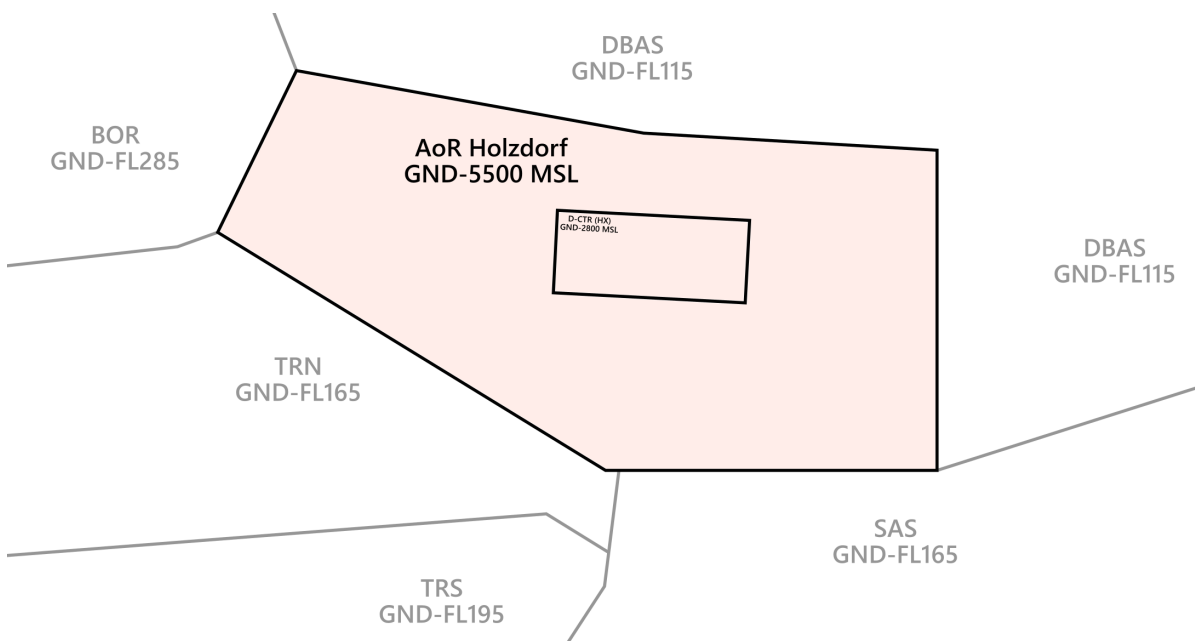 DBAS
GND-FL115
BOR
GND-FL285
AoR Holzdorf
GND-5500 MSL
D-CTR (HX)
GND-2800 MSL
DBAS
GND-FL115
TRN
GND-FL165
SAS
GND-FL165
TRS
GND-FL195